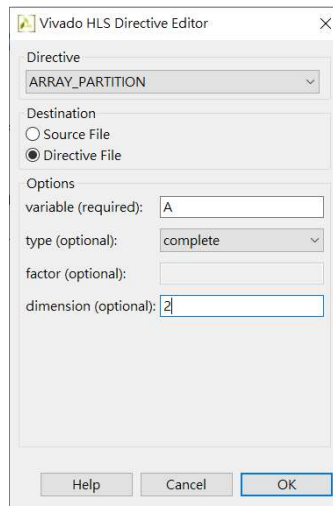 Vivado HLS Directive Editor
Directive
ARRAY_PARTITION
Destination
Source File
Directive File
Options
variable (required): A
type (optional): complete
factor (optional):
dimension (optional): 2
Help Cancel OK